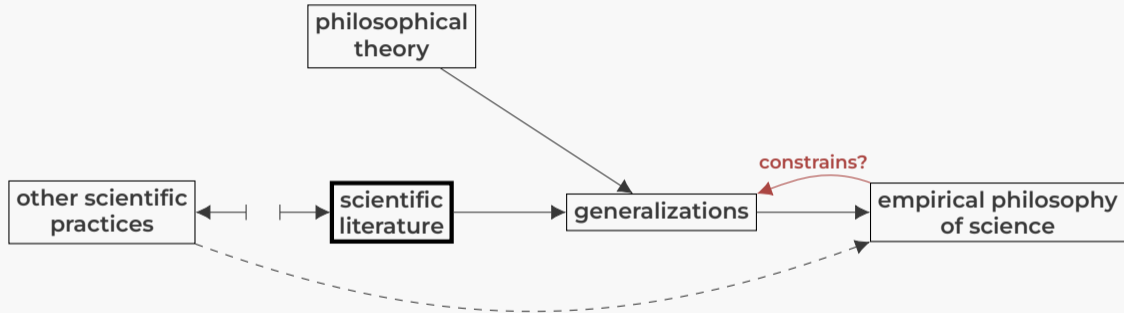 philosophical
theory
constrains?
other scientific
practices
scientific
literature
generalizations
empirical philosophy
of science